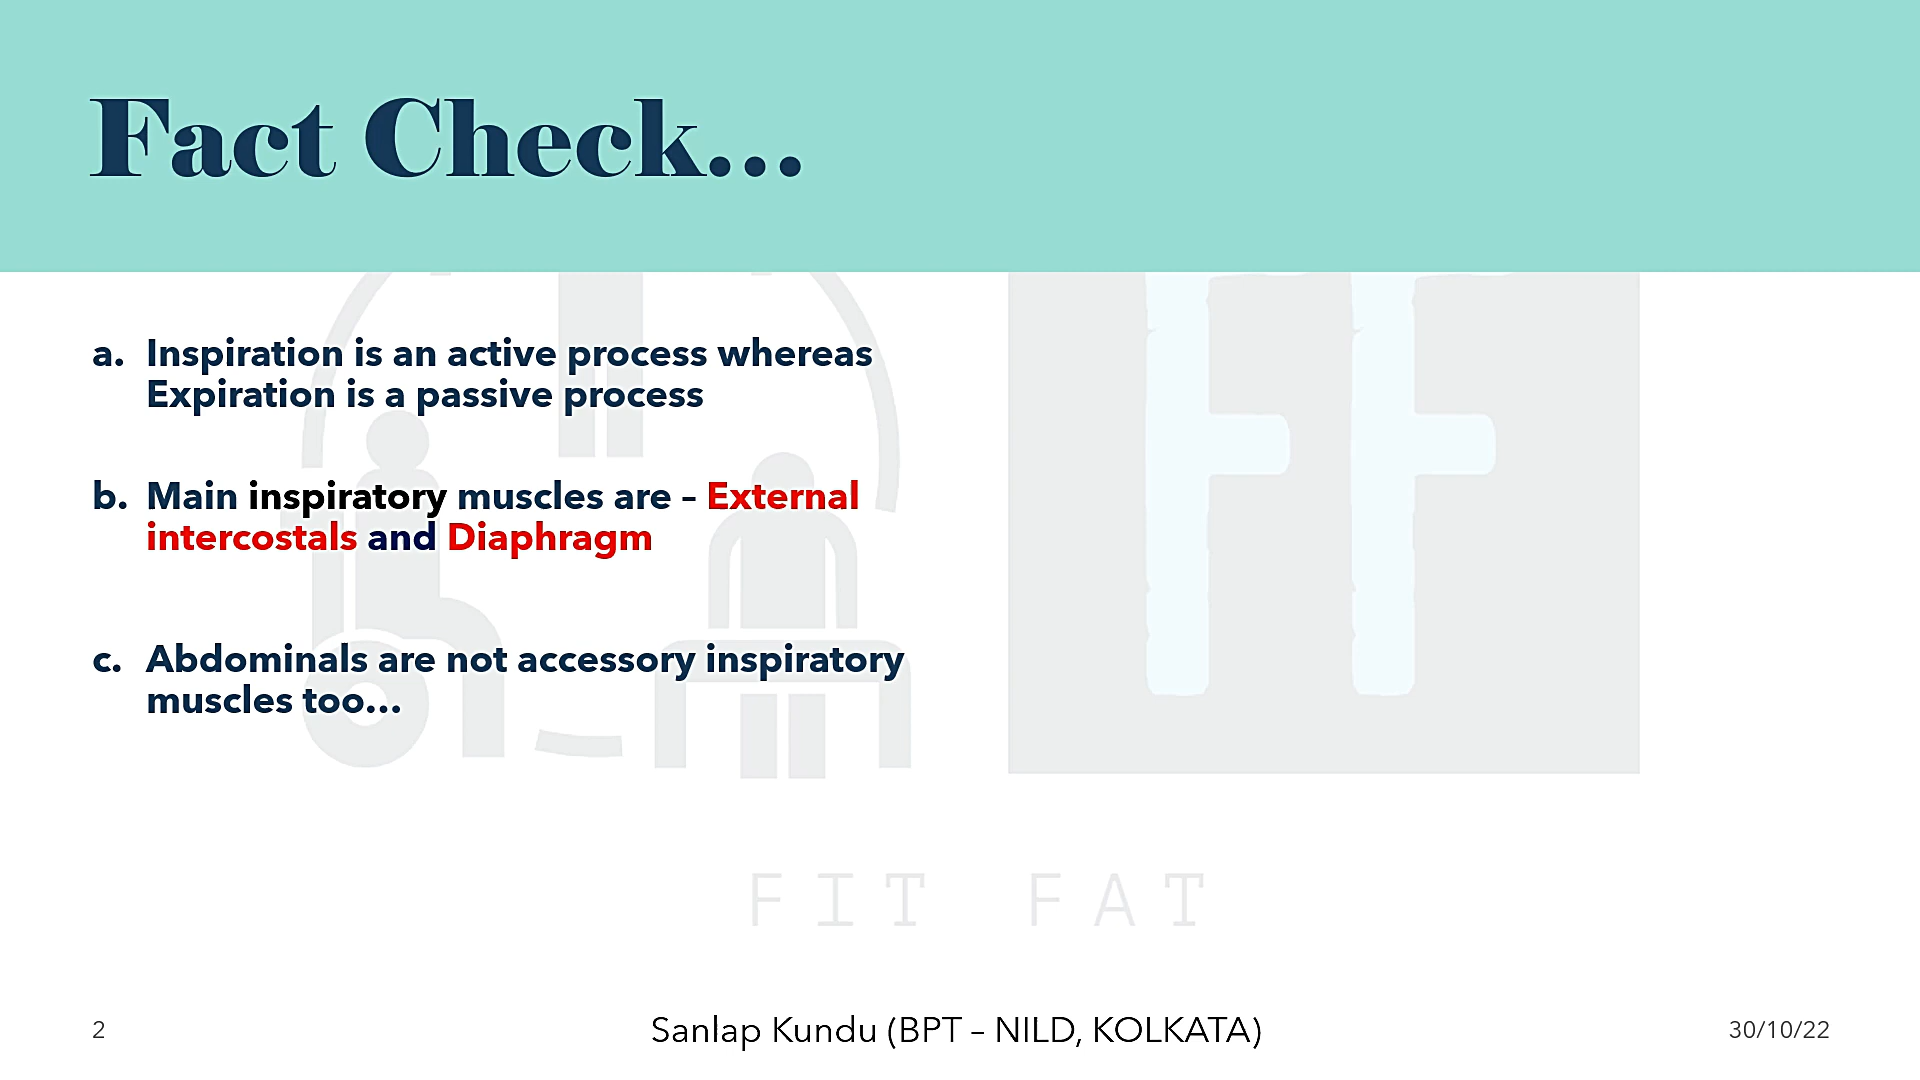 Fact Check...
a. Inspiration is an active process whereas
Expiration is a passive process
b. Main inspiratory muscles are – External
intercostals and Diaphragm
c. Abdominals are not accessory inspiratory
muscles too...
FF
FIT FAT
2
Sanlap Kundu (BPT – NILD, KOLKATA)
30/10/22